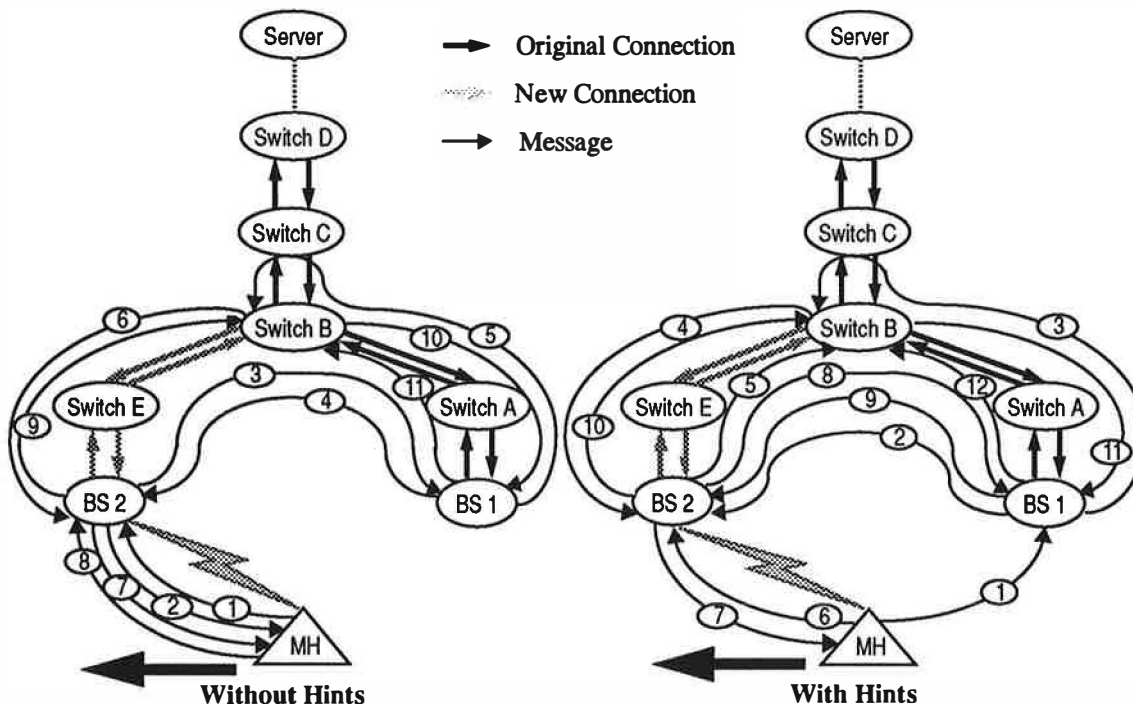 Server
Original Connection
New Connection
Message
Switch D
Switch C
Switch B
6
10
5
3
11
4
Switch E
Switch A
9
BS 2
BS 1
8
7
2
1
MH
Without Hints
Server
Switch D
Switch C
Switch B
4
3
5
8
12
Switch E
Switch A
10
9
2
11
BS 2
BS 1
1
7
6
MH
With Hints